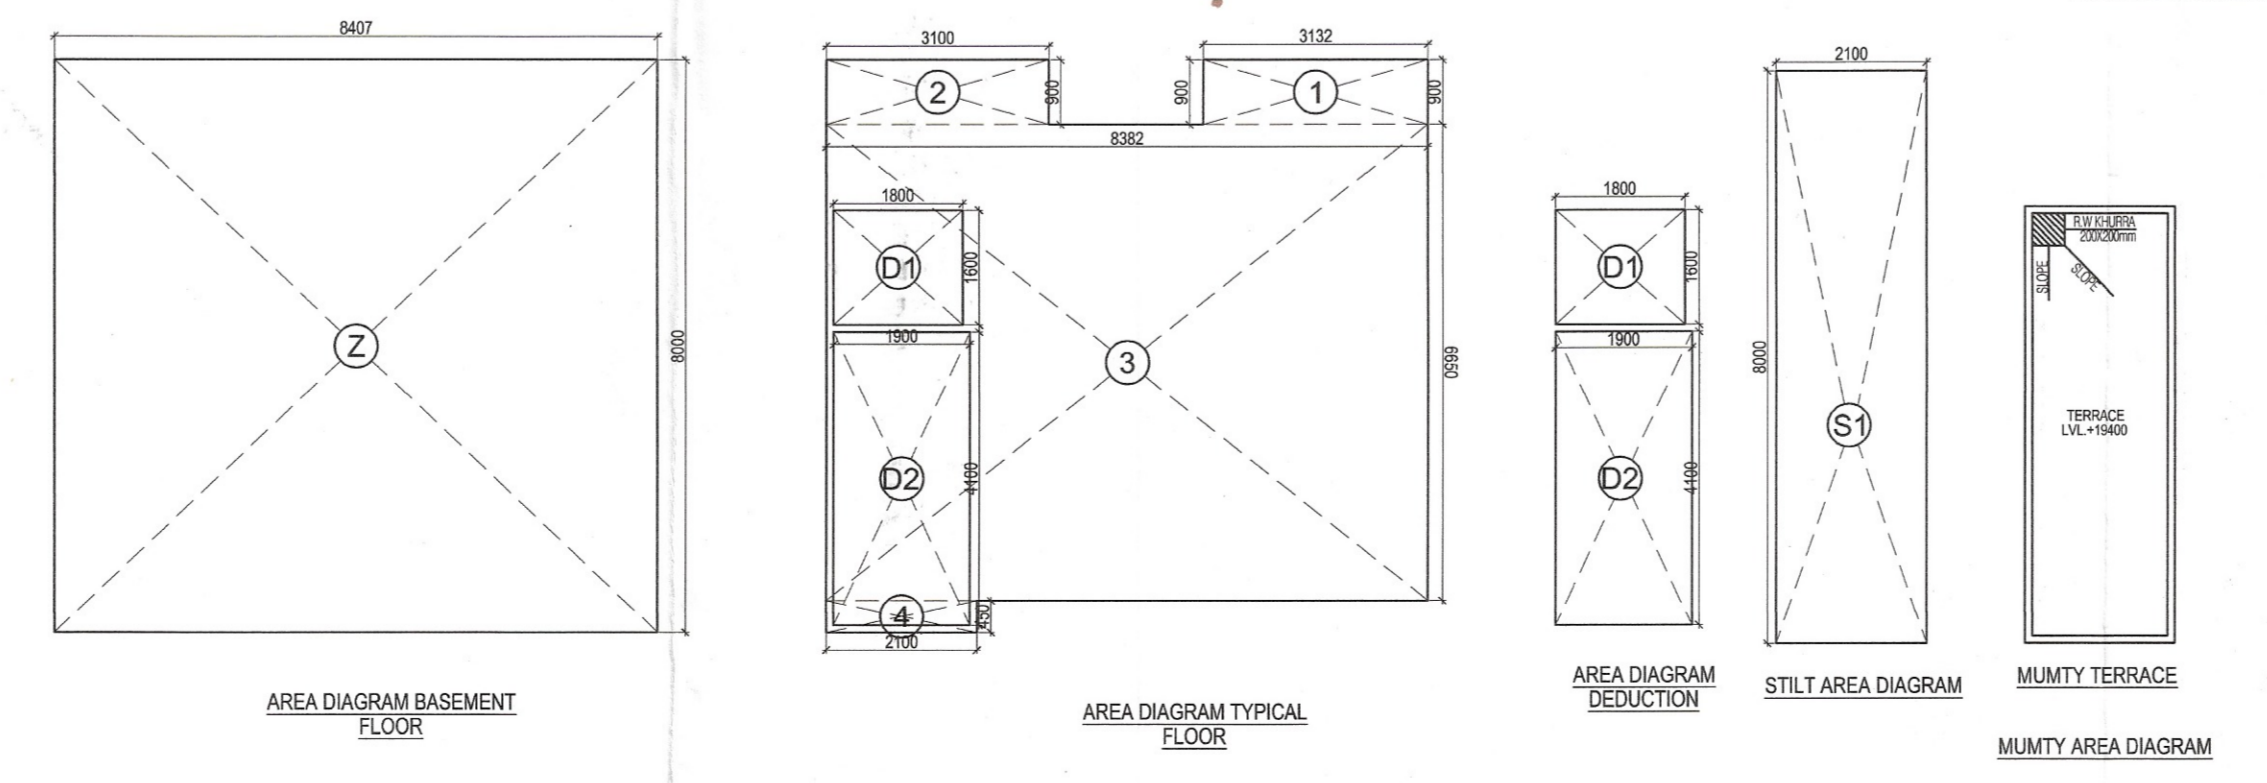 8407
Z
8000
AREA DIAGRAM BASEMENT
FLOOR
3100
3132
2
900
900
1
900
8382
1800
D1
1600
3
6650
1900
D2
4100
4
450
2100
AREA DIAGRAM TYPICAL
FLOOR
1800
D1
1600
1900
D2
4100
AREA DIAGRAM
DEDUCTION
2100
8000
S1
STILT AREA DIAGRAM
R.W KHURRA
200X200mm
SLOPE
SLOPE
TERRACE
LVL.+19400
MUMTY TERRACE
MUMTY AREA DIAGRAM